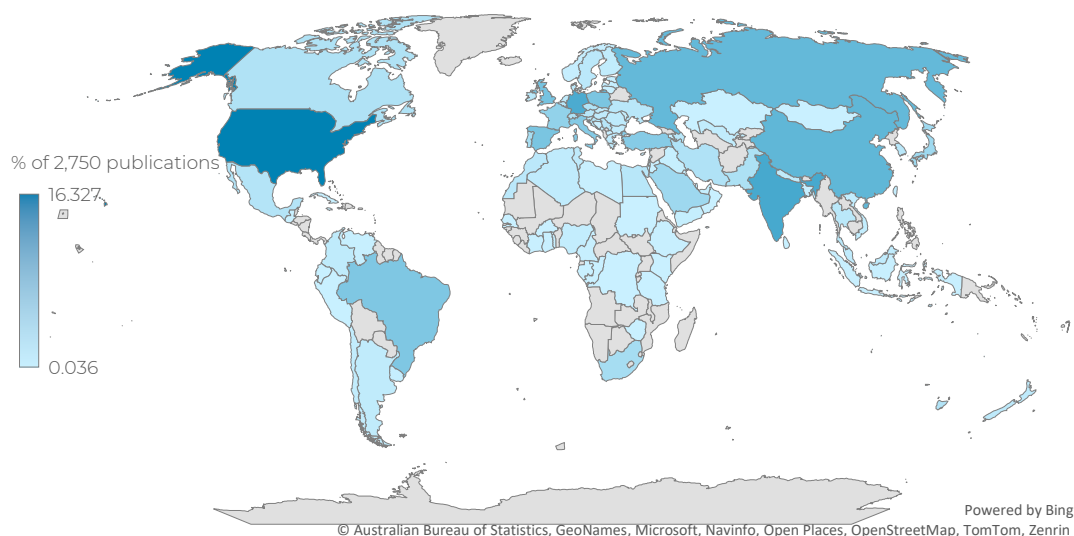 % of 2,750 publications
16.327
0.036
Powered by Bing
© Australian Bureau of Statistics, GeoNames, Microsoft, Navinfo, Open Places, OpenStreetMap, TomTom, Zenrin